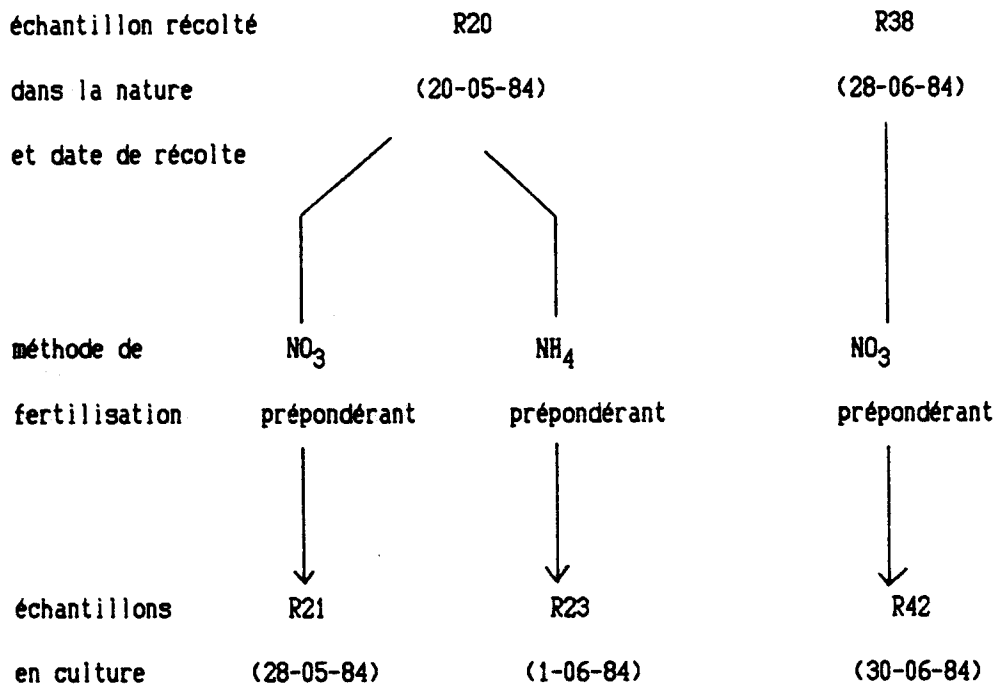 échantillon récolté R20 R38
dans la nature (20-05-84) (28-06-84)
et date de récolte
méthode de NO3 NH4 NO3
fertilisation prépondérant prépondérant prépondérant
échantillons R21 R23 R42
en culture (28-05-84) (1-06-84) (30-06-84)